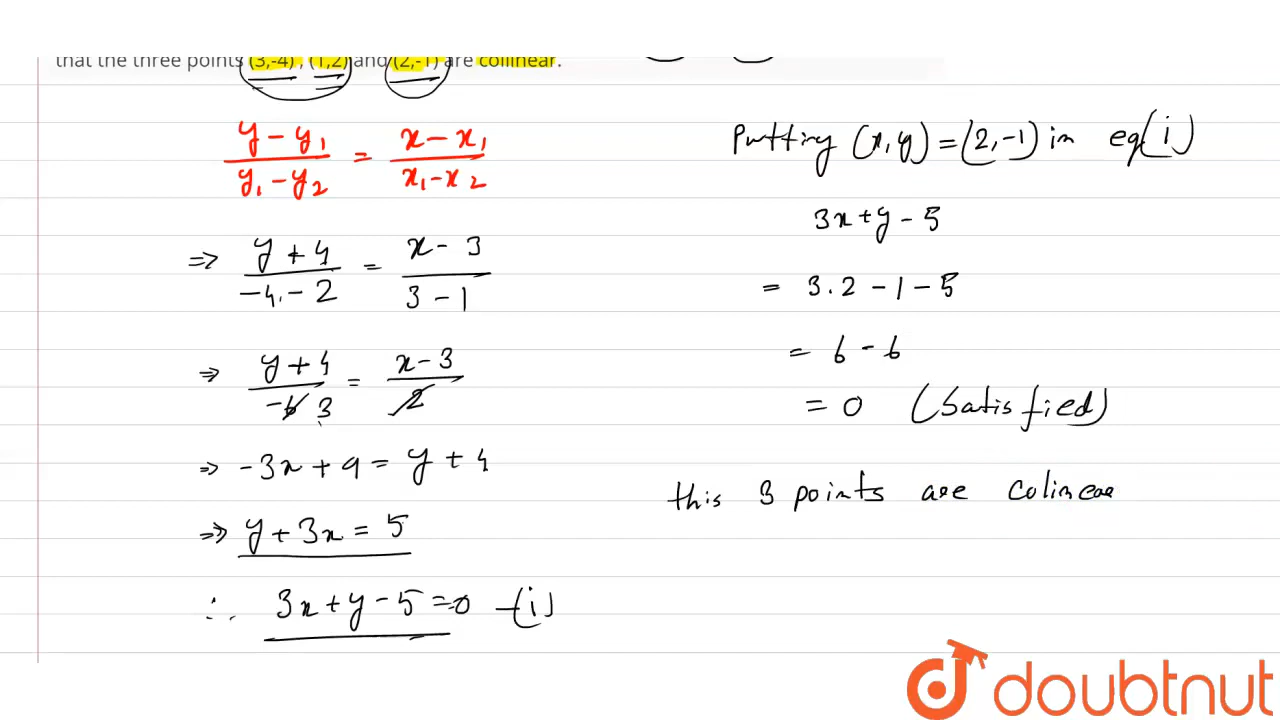 that the three points (3,-4) , (1,2) and (2,-1) are collinear.
y - y₁ / y₁ - y₂ = x - x₁ / x₁ - x₂
⇒ y + 4 / -4 - 2 = x - 3 / 3 - 1
⇒ y + 4 / -6 3 = x - 3 / 2
⇒ -3x + 9 = y + 4
⇒ y + 3x = 5
∴ 3x + y - 5 = 0 -(i)
Putting (x,y) = (2,-1) in eq(i)
3x + y - 5
= 3.2 - 1 - 5
= 6 - 6
= 0 (Satisfied)
this 3 points are colinear
doubtnut